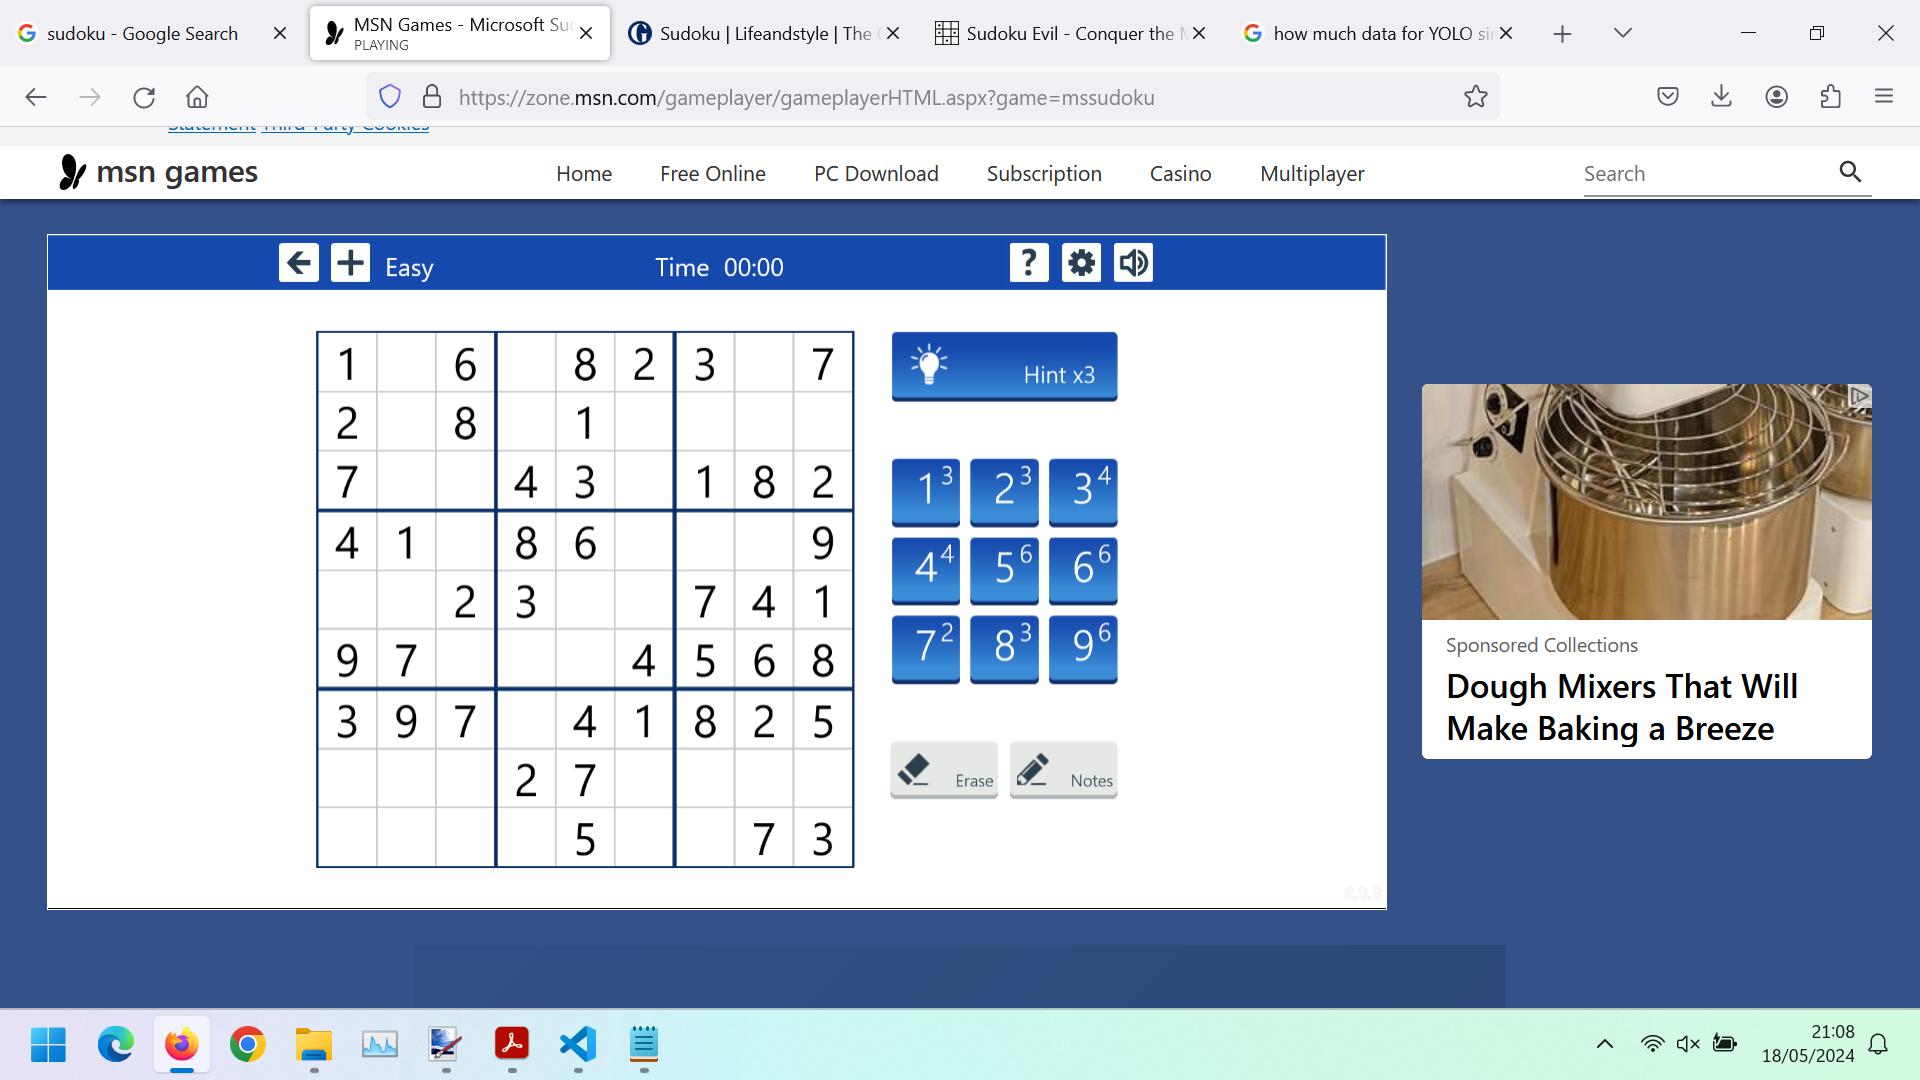 sudoku - Google Search
MSN Games - Microsoft Su
PLAYING
Sudoku | Lifeandstyle | The
Sudoku Evil - Conquer the
how much data for YOLO si
https://zone.msn.com/gameplayer/gameplayerHTML.aspx?game=mssudoku
Statement Third Party Cookies
msn games
Home Free Online PC Download Subscription Casino Multiplayer
Search
Easy Time 00:00 ?
1 6 8 2 3 7
2 8 1
7 4 3 1 8 2
4 1 8 6 9
2 3 7 4 1
9 7 4 5 6 8
3 9 7 4 1 8 2 5
2 7
5 7 3
Hint x3
1 3 2 3 3 4
4 4 5 6 6 6
7 2 8 3 9 6
Erase Notes
2.0.8
Sponsored Collections
Dough Mixers That Will
Make Baking a Breeze
21:08
18/05/2024